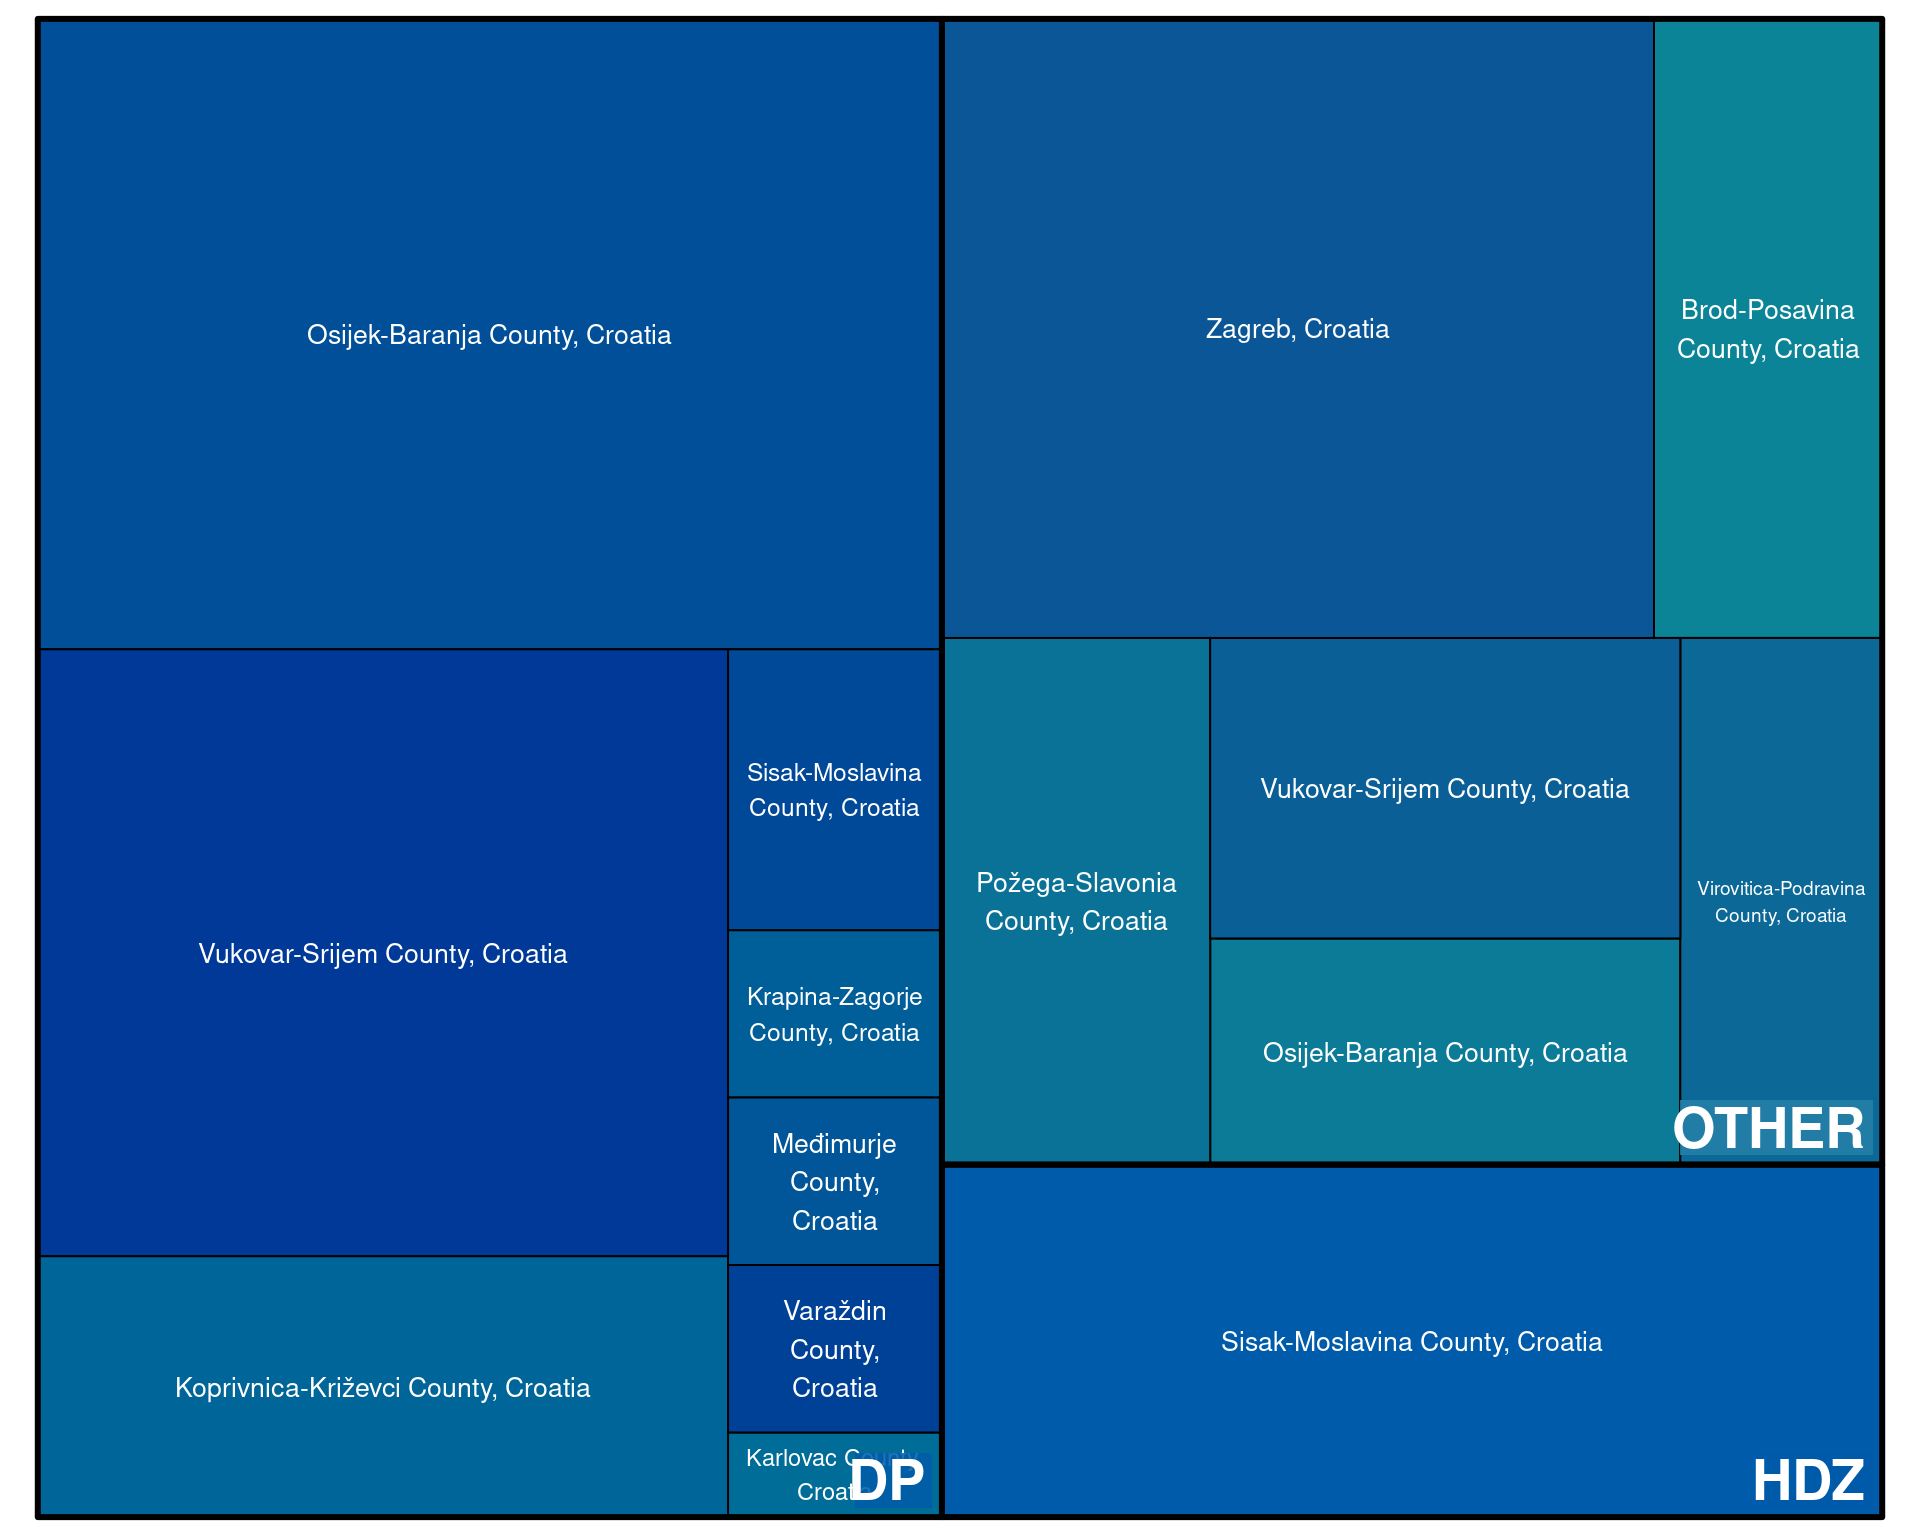 Osijek-Baranja County, Croatia
Vukovar-Srijem County, Croatia
Sisak-Moslavina
County, Croatia
Krapina-Zagorje
County, Croatia
Međimurje
County,
Croatia
Varaždin
County,
Croatia
Koprivnica-Križevci County, Croatia
Karlovac County,
Croatia
DP
Zagreb, Croatia
Brod-Posavina
County, Croatia
Požega-Slavonia
County, Croatia
Vukovar-Srijem County, Croatia
Osijek-Baranja County, Croatia
Virovitica-Podravina
County, Croatia
OTHER
Sisak-Moslavina County, Croatia
HDZ